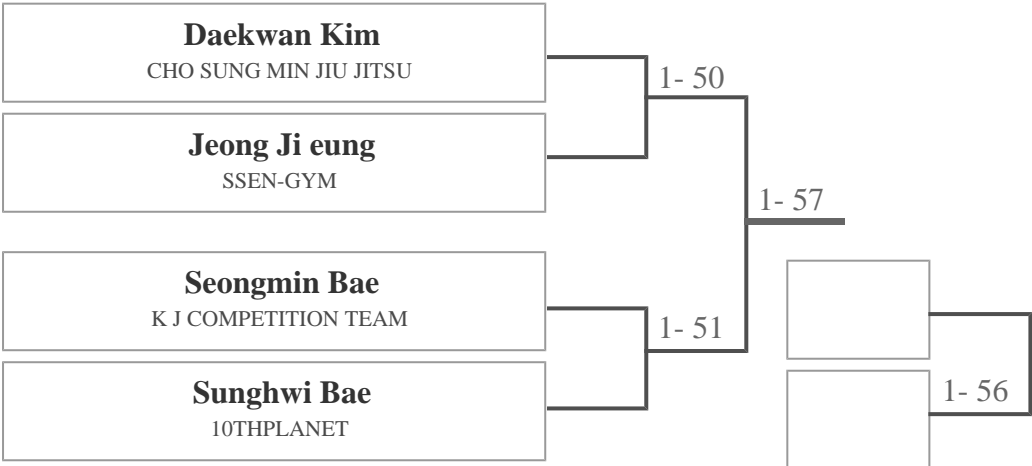 Daekwan Kim
CHO SUNG MIN JIU JITSU
1- 50
Jeong Ji eung
SSEN-GYM
1- 57
Seongmin Bae
K J COMPETITION TEAM
1- 51
Sunghwi Bae
10THPLANET
1- 56